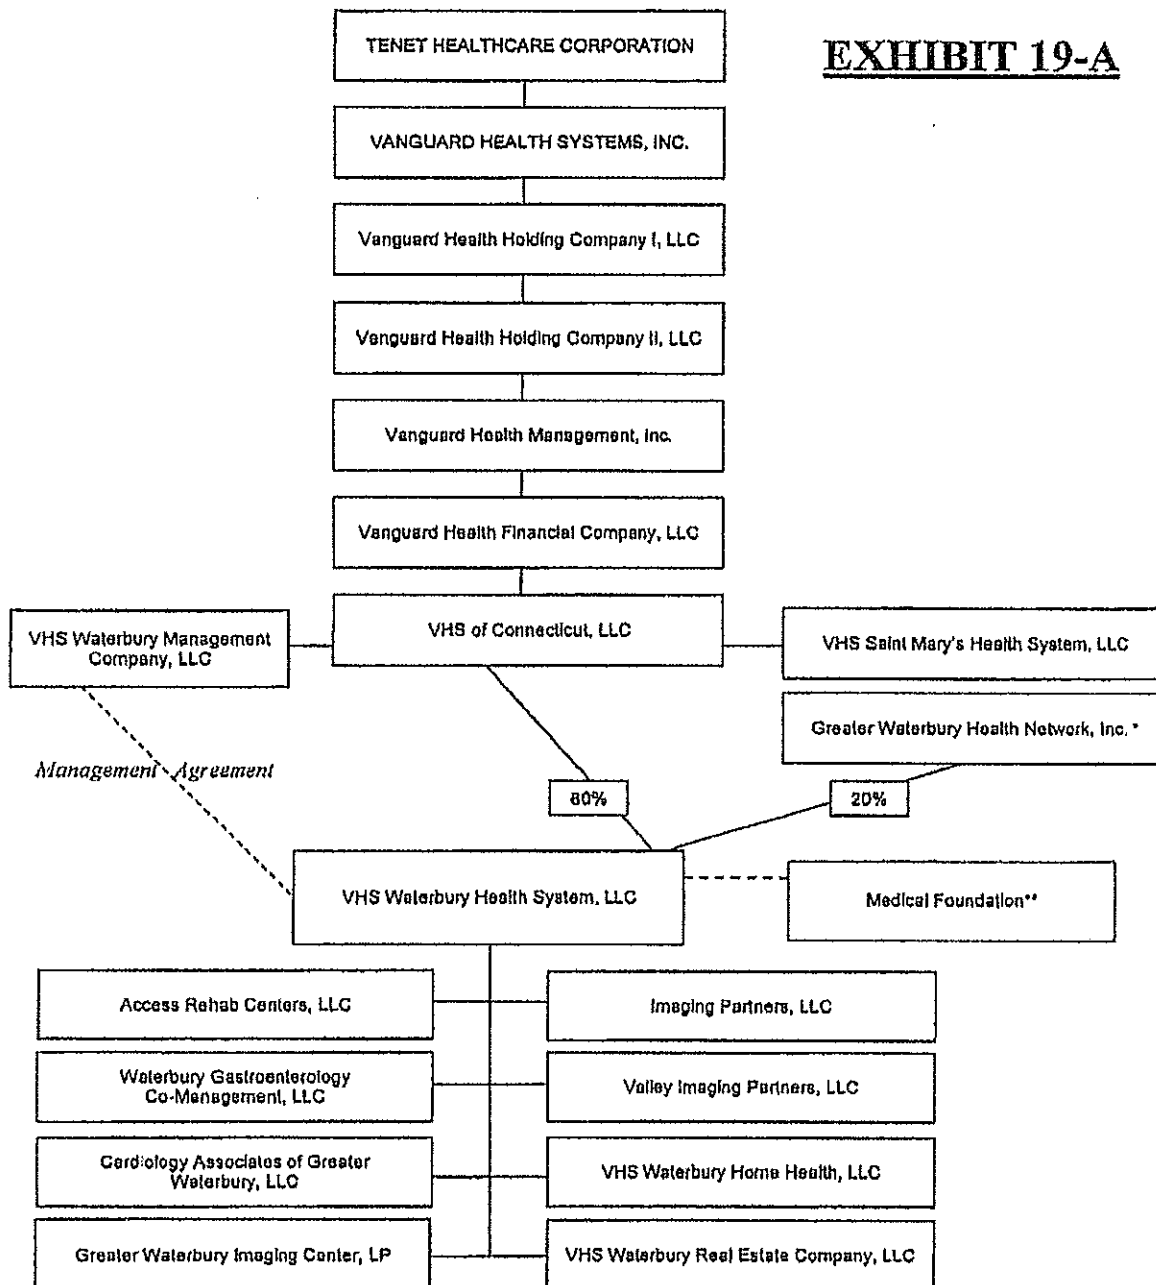 EXHIBIT 19-A
TENET HEALTHCARE CORPORATION
VANGUARD HEALTH SYSTEMS, INC.
Vanguard Health Holding Company I, LLC
Vanguard Health Holding Company II, LLC
Vanguard Health Management, Inc.
Vanguard Health Financial Company, LLC
VHS Waterbury Management
Company, LLC
VHS of Connecticut, LLC
VHS Saint Mary's Health System, LLC
Greater Waterbury Health Network, Inc.*
Management Agreement
80%
20%
VHS Waterbury Health System, LLC
Medical Foundation**
Access Rehab Centers, LLC
Imaging Partners, LLC
Waterbury Gastroenterology
Co-Management, LLC
Valley Imaging Partners, LLC
Cardiology Associates of Greater
Waterbury, LLC
VHS Waterbury Home Health, LLC
Greater Waterbury Imaging Center, LP
VHS Waterbury Real Estate Company, LLC